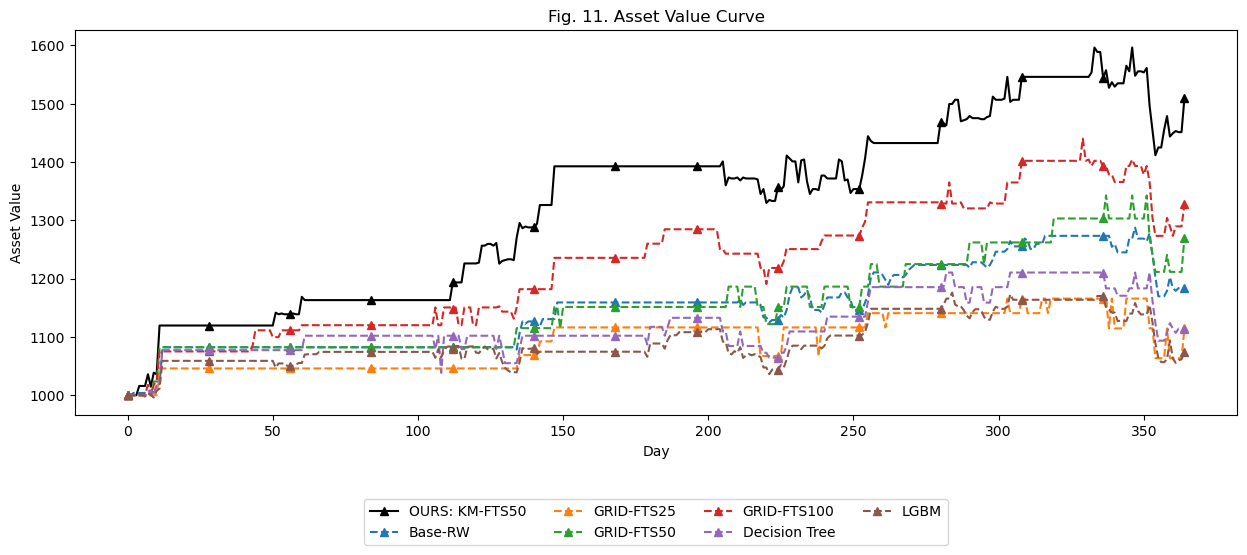 Fig. 11. Asset Value Curve
Asset Value
1600
1500
1400
1300
1200
1100
1000
0 50 100 150 200 250 300 350
Day
OURS: KM-FTS50 GRID-FTS25 GRID-FTS100 LGBM
Base-RW GRID-FTS50 Decision Tree